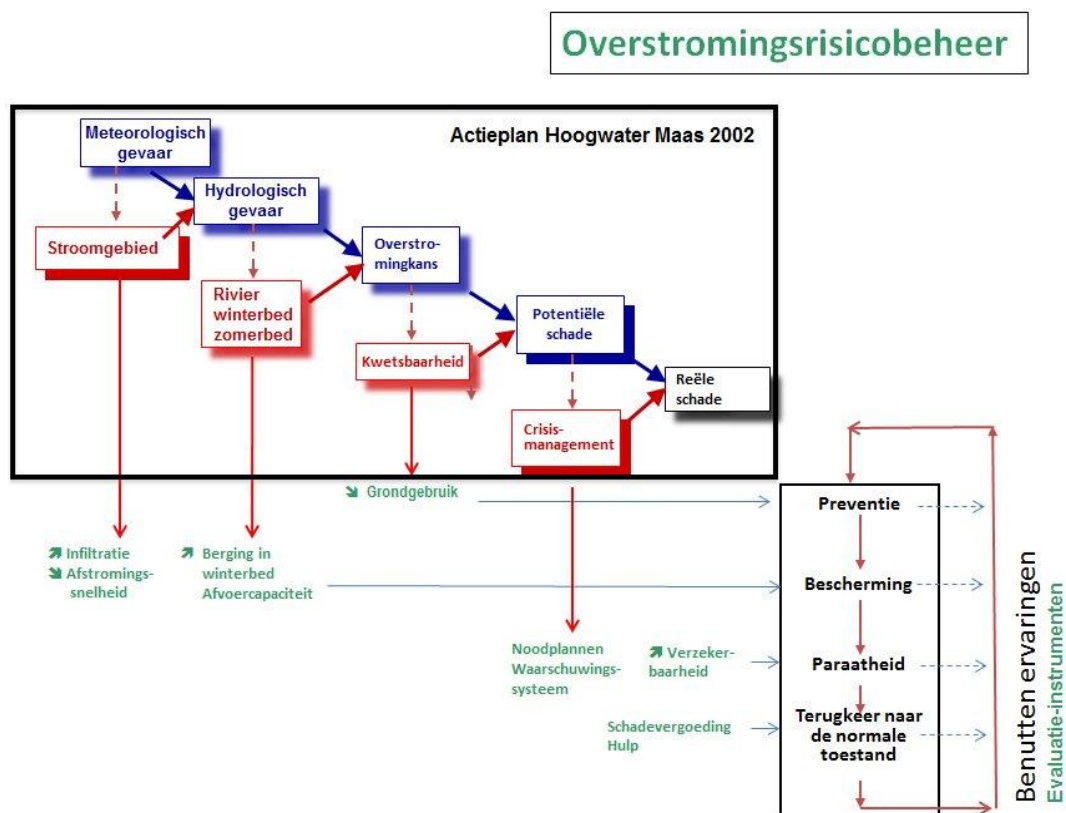 Overstromingsrisicobeheer
Actieplan Hoogwater Maas 2002
Meteorologisch
gevaar
Hydrologisch
gevaar
Stroomgebied
Overstro-
mingkans
Rivier
winterbed
zomerbed
Potentiële
schade
Kwetsbaarheid
Reële
schade
Crisis-
management
Grondgebruik
Preventie
Infiltratie
Afstromings-
snelheid
Berging in
winterbed
Afvoercapaciteit
Bescherming
Noodplannen
Waarschuwings-
systeem
Verzeker-
baarheid
Paraatheid
Schadevergoeding
Hulp
Terugkeer naar
de normale
toestand
Benutten ervaringen
Evaluatie-instrumenten